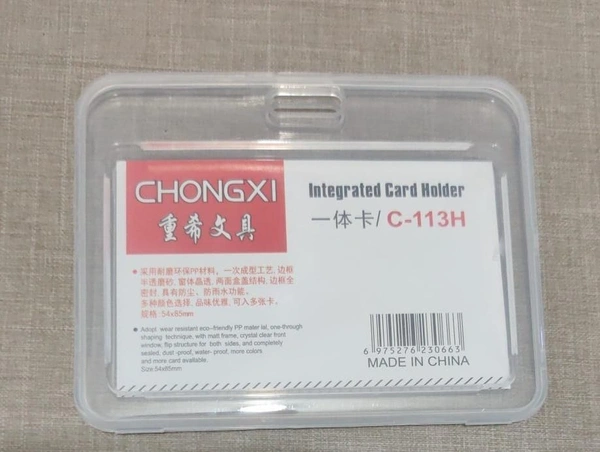 CHONGXI
重希文具
Integrated Card Holder
一体卡/ C-113H
采用耐磨环保PP材料，一次成型工艺, 边框
半透磨砂, 窗体晶透, 两面盒盖结构, 边框全
密封, 具有防尘、防雨水功能。
多种颜色选择, 品味优雅, 可入多张卡。
规格: 54x85mm
Adopt wear resistant eco-friendly PP mater ial, one-through
shaping technique, with matt frame, crystal clear front
window, flip structure for both sides, and completely
sealed, dust -proof, water- proof, more colors
and more card available.
Size:54x85mm
6 975276 230663
MADE IN CHINA